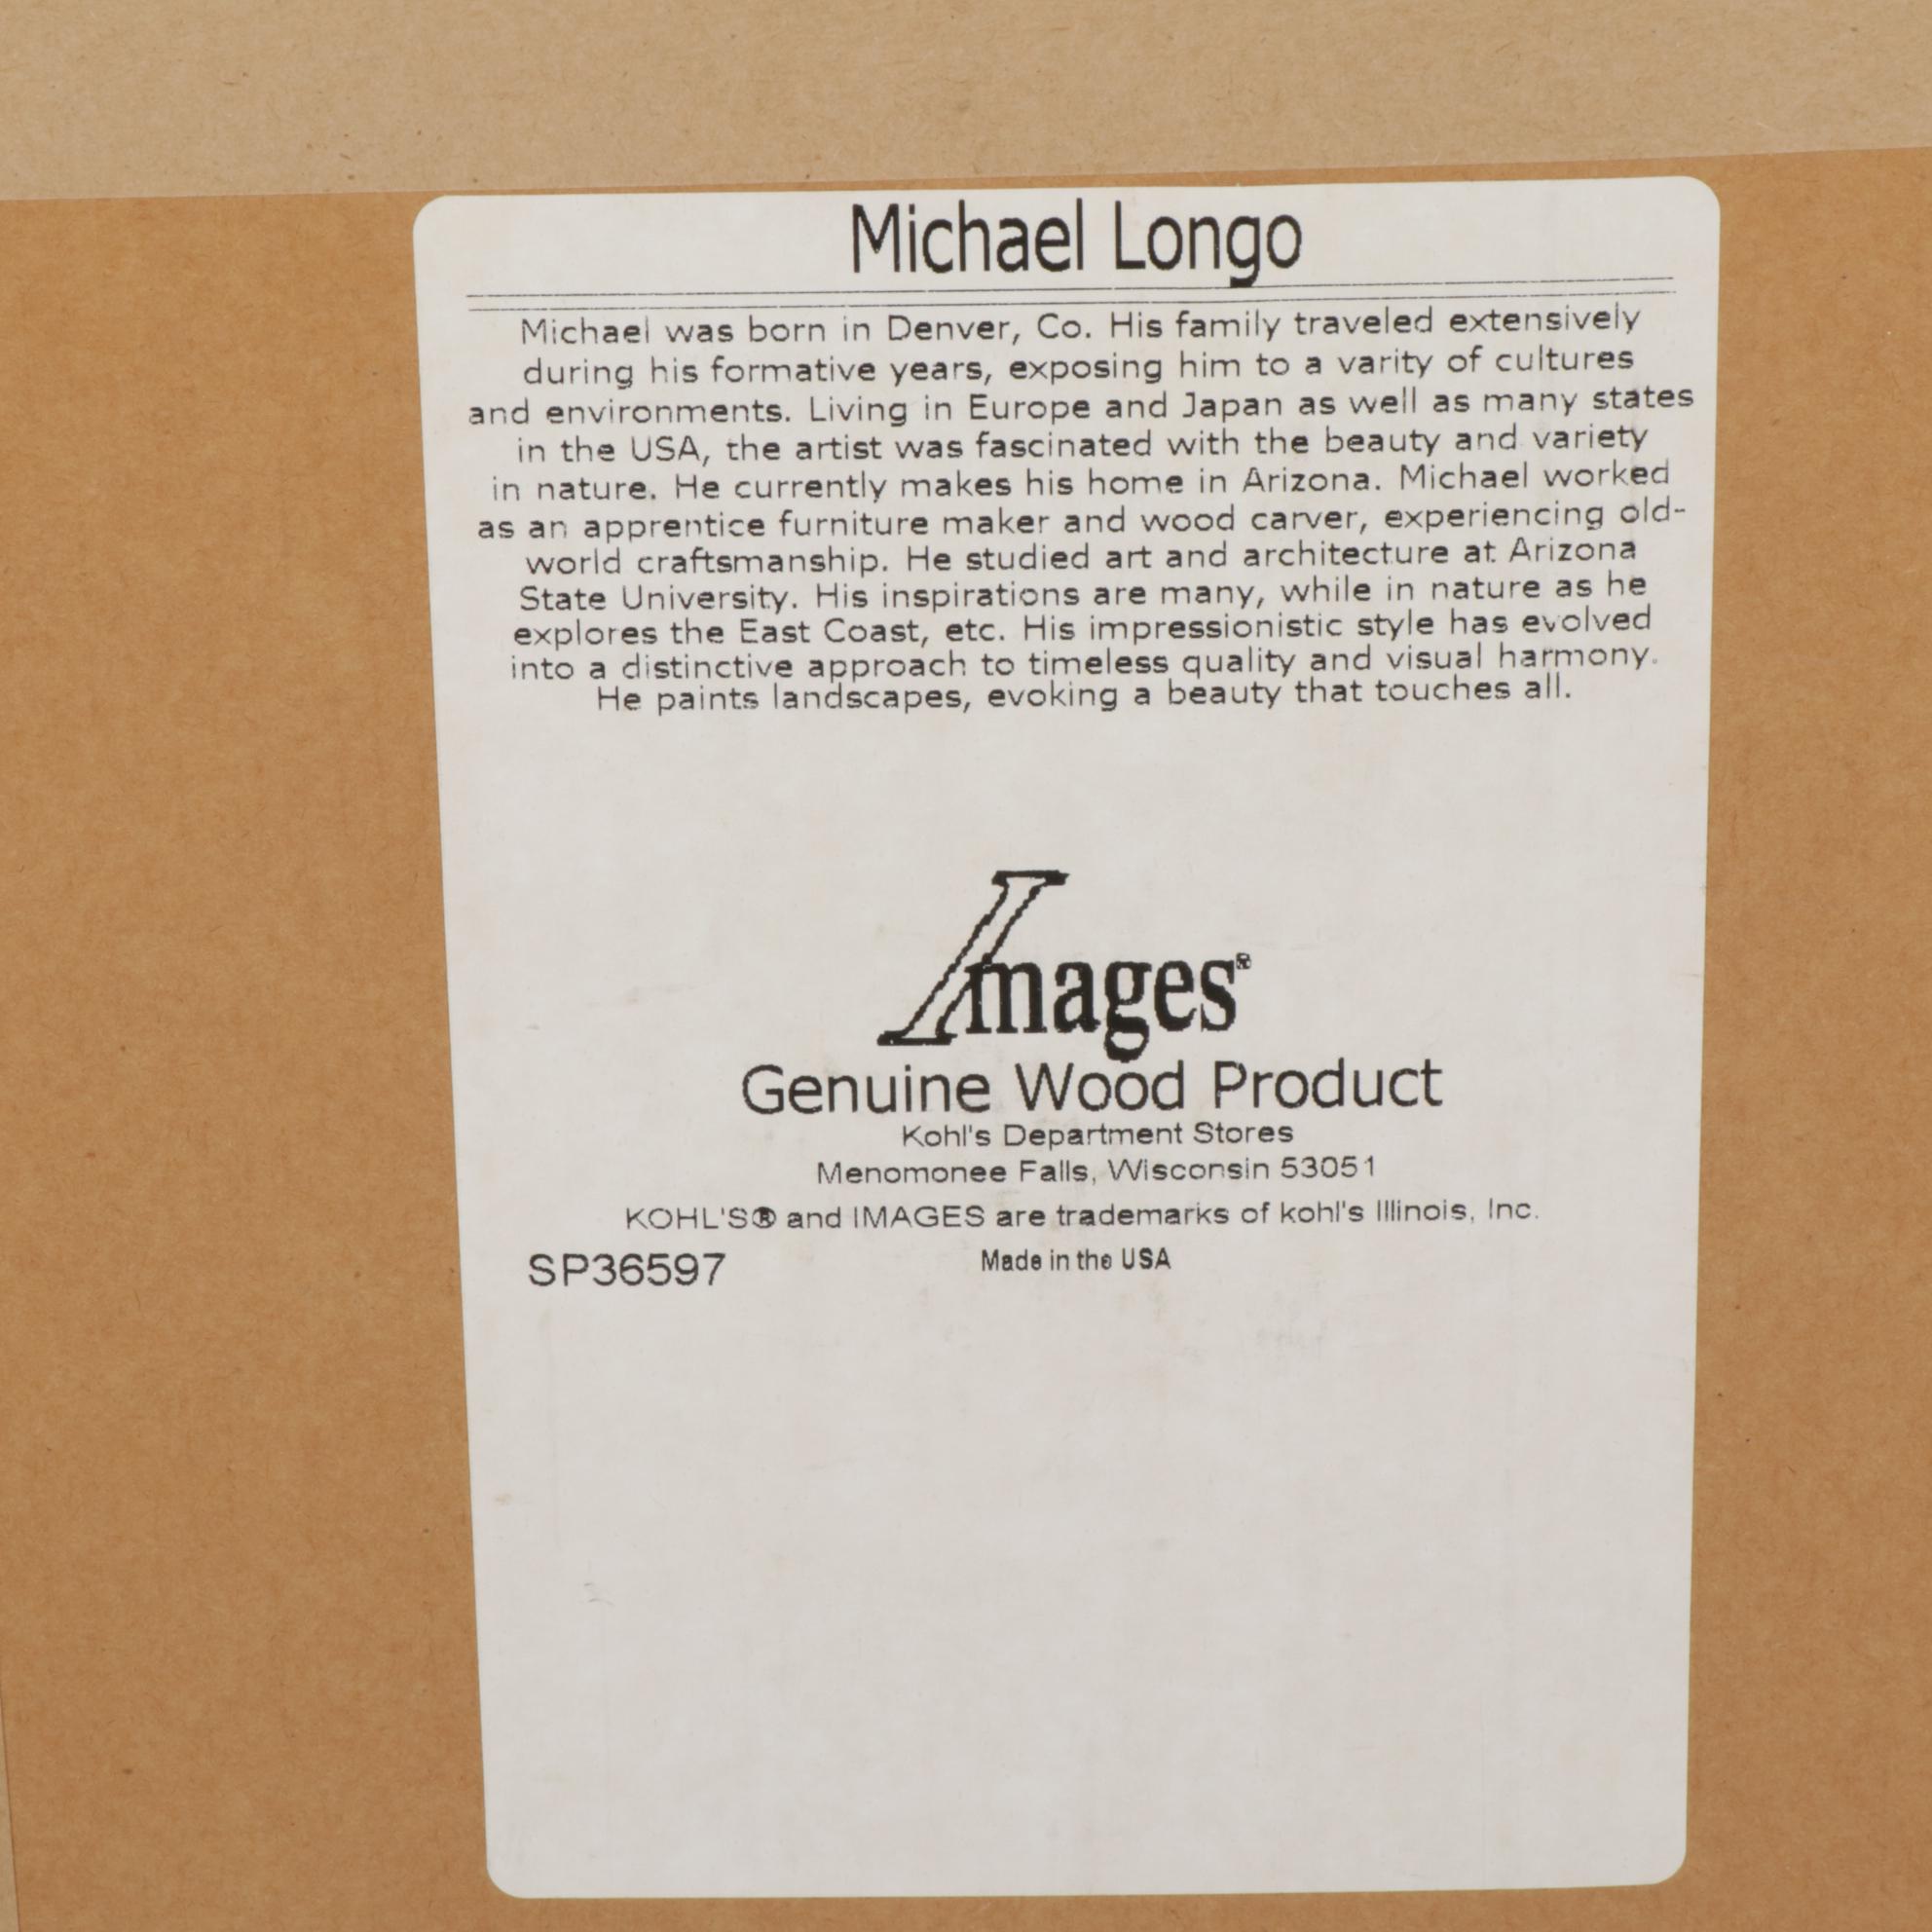 Michael Longo
Michael was born in Denver, Co. His family traveled extensively
during his formative years, exposing him to a varity of cultures
and environments. Living in Europe and Japan as well as many states
in the USA, the artist was fascinated with the beauty and variety
in nature. He currently makes his home in Arizona. Michael worked
as an apprentice furniture maker and wood carver, experiencing old-
world craftsmanship. He studied art and architecture at Arizona
State University. His inspirations are many, while in nature as he
explores the East Coast, etc. His impressionistic style has evolved
into a distinctive approach to timeless quality and visual harmony.
He paints landscapes, evoking a beauty that touches all.
Images®
Genuine Wood Product
Kohl's Department Stores
Menomonee Falls, Wisconsin 53051
KOHL'S® and IMAGES are trademarks of kohl's Illinois, Inc.
SP36597 Made in the USA